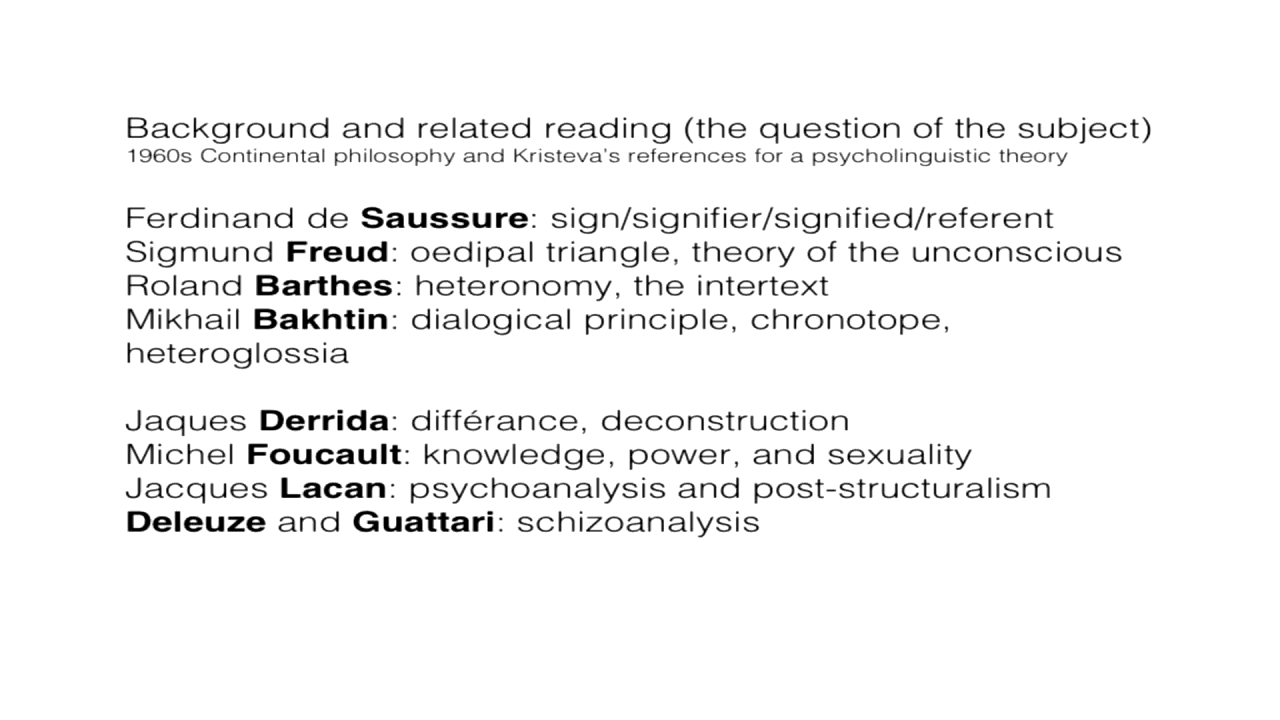 Background and related reading (the question of the subject)
1960s Continental philosophy and Kristeva's references for a psycholinguistic theory
Ferdinand de Saussure: sign/signifier/signified/referent
Sigmund Freud: oedipal triangle, theory of the unconscious
Roland Barthes: heteronomy, the intertext
Mikhail Bakhtin: dialogical principle, chronotope,
heteroglossia
Jaques Derrida: différance, deconstruction
Michel Foucault: knowledge, power, and sexuality
Jacques Lacan: psychoanalysis and post-structuralism
Deleuze and Guattari: schizoanalysis